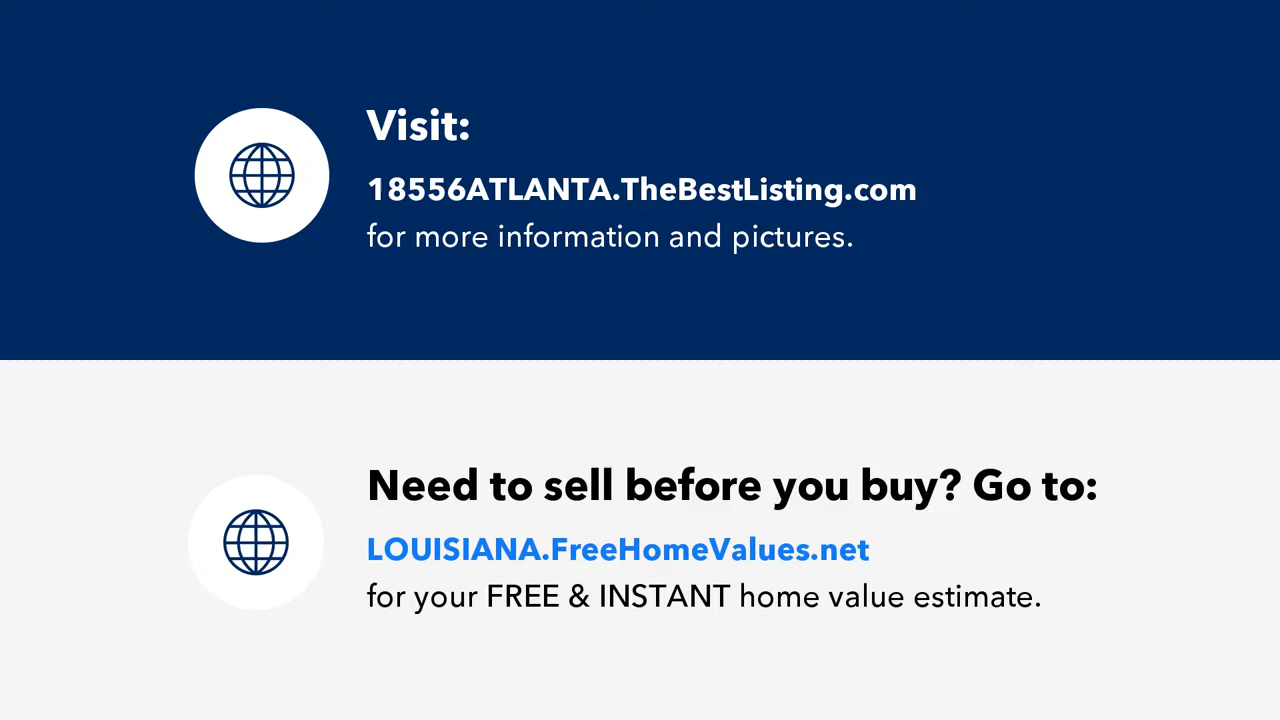 Visit:
18556ATLANTA.TheBestListing.com
for more information and pictures.
Need to sell before you buy? Go to:
LOUISIANA.FreeHomeValues.net
for your FREE & INSTANT home value estimate.